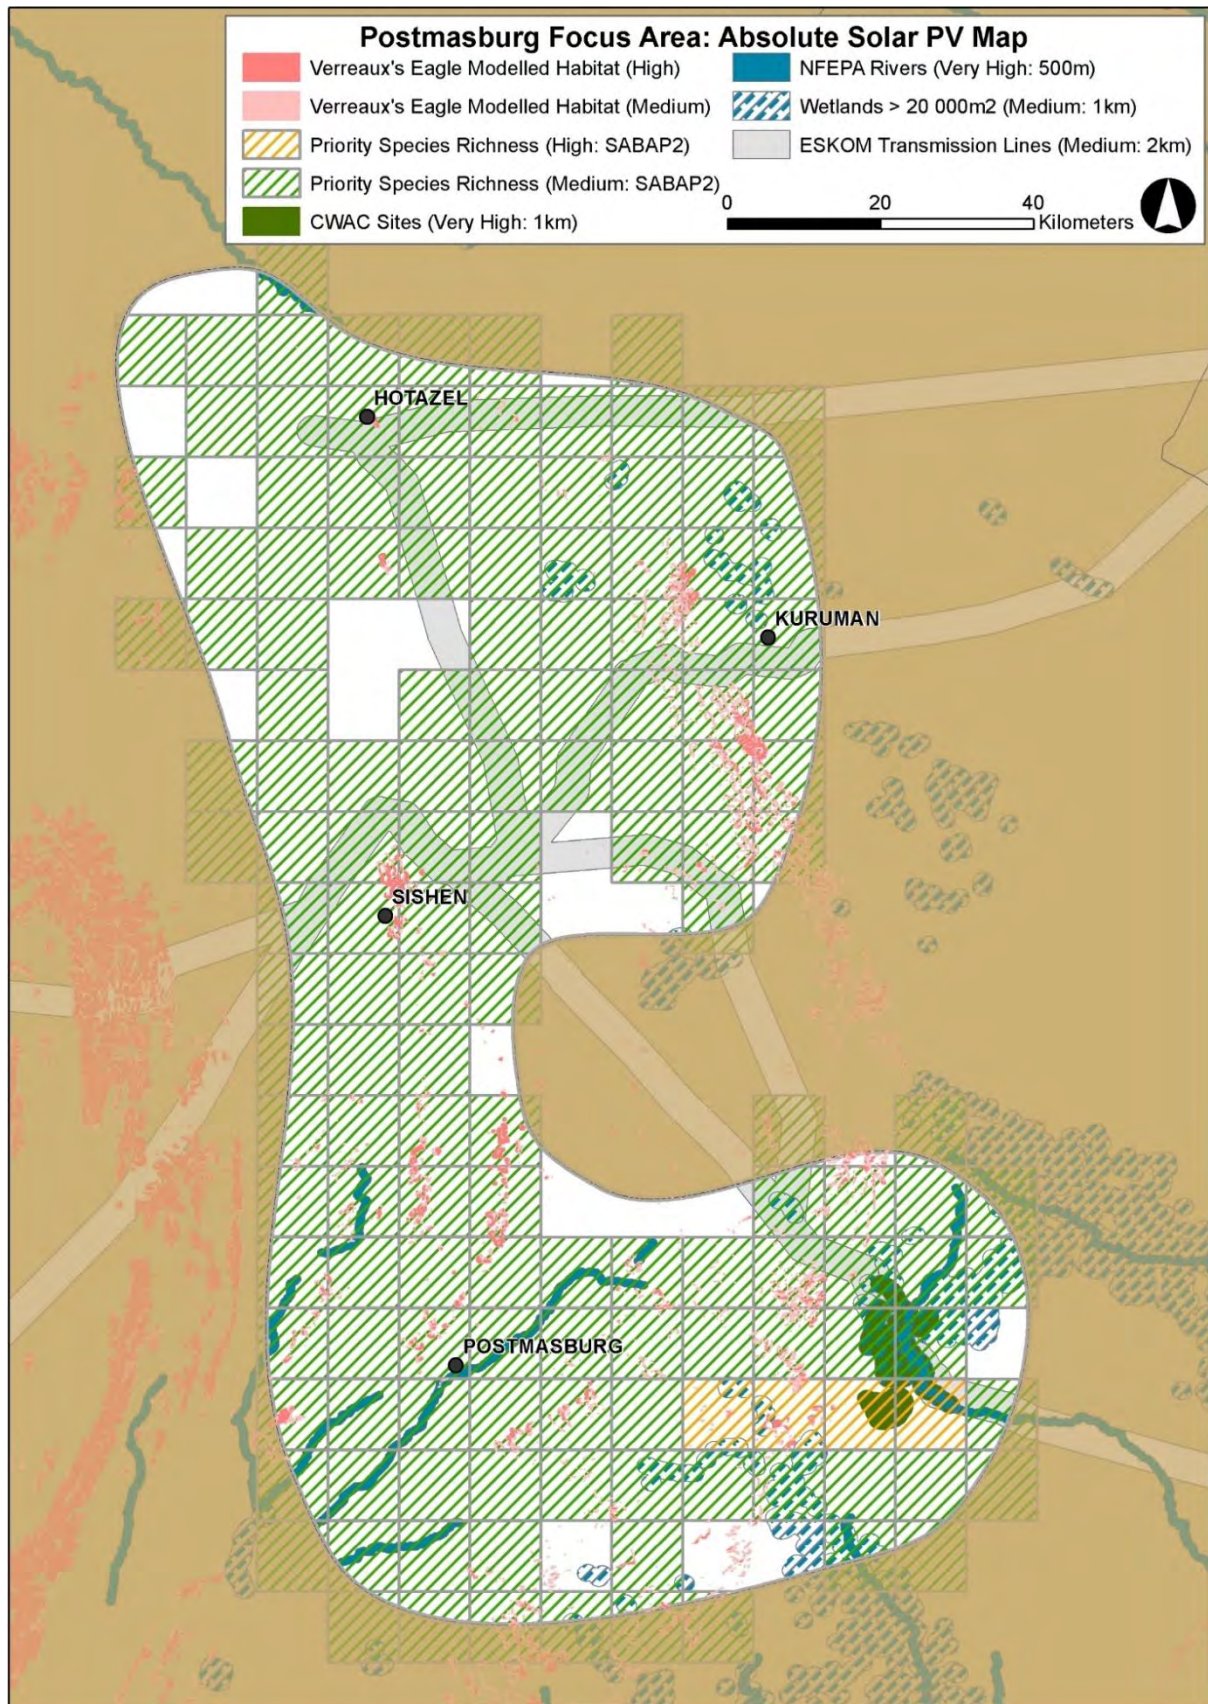 Postmasburg Focus Area: Absolute Solar PV Map
Verreaux's Eagle Modelled Habitat (High)
Verreaux's Eagle Modelled Habitat (Medium)
Priority Species Richness (High: SABAP2)
Priority Species Richness (Medium: SABAP2)
CWAC Sites (Very High: 1km)
NFEPA Rivers (Very High: 500m)
Wetlands > 20 000m2 (Medium: 1km)
ESKOM Transmission Lines (Medium: 2km)
0 20 40
Kilometers
HOTAZEL
KURUMAN
SISHEN
POSTMASBURG